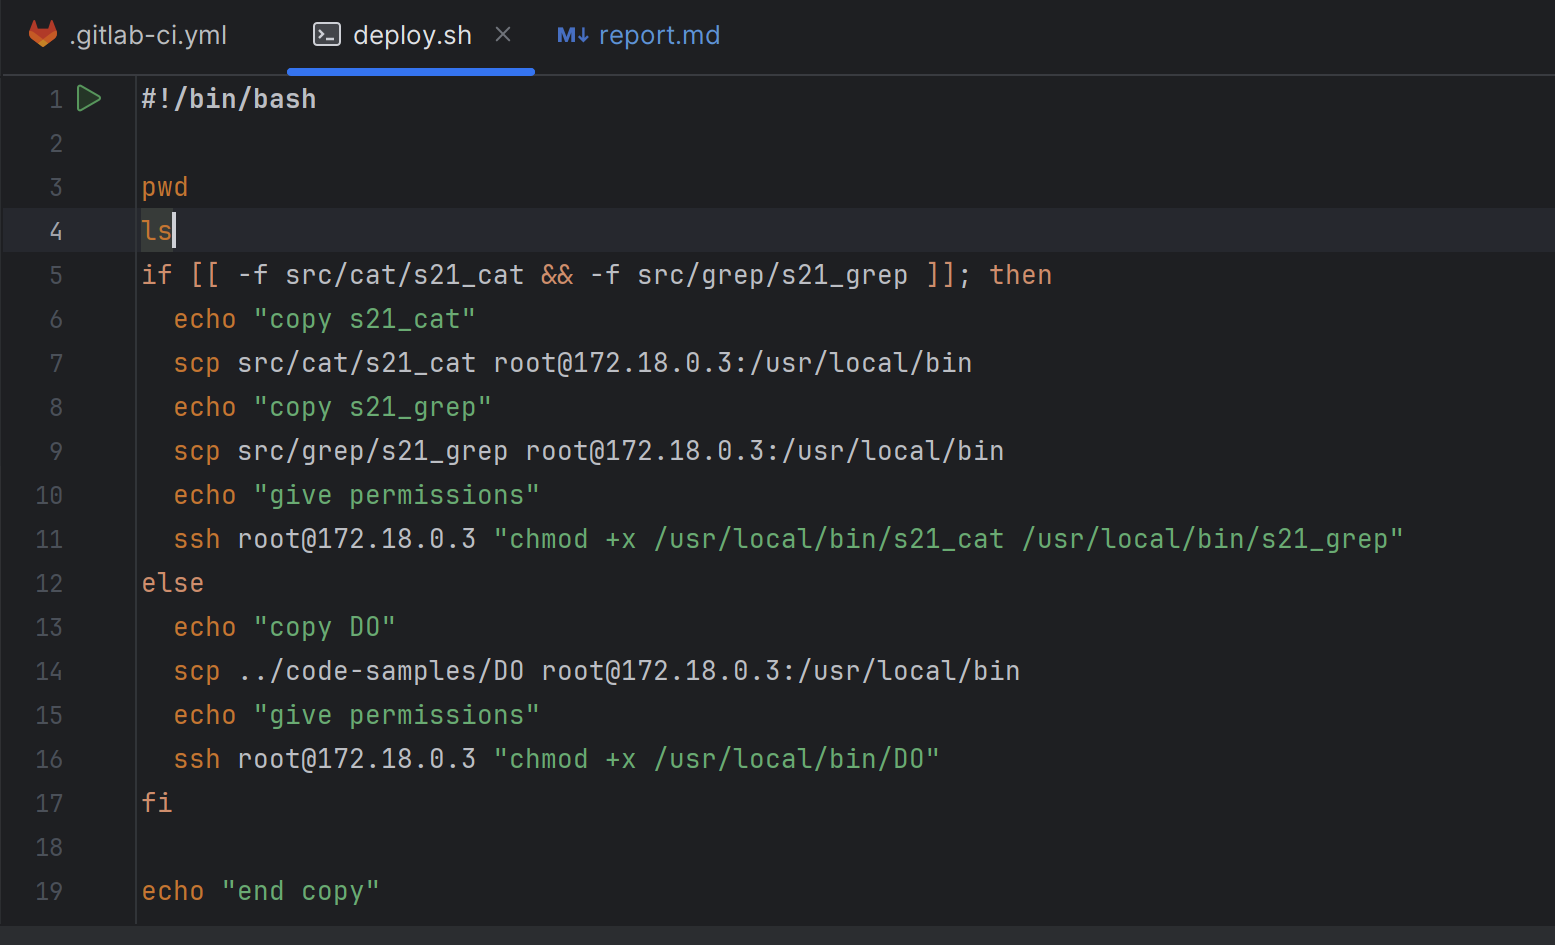 .gitlab-ci.yml deploy.sh report.md
1 #!/bin/bash
2
3 pwd
4 ls
5 if [[ -f src/cat/s21_cat && -f src/grep/s21_grep ]]; then
6 echo "copy s21_cat"
7 scp src/cat/s21_cat root@172.18.0.3:/usr/local/bin
8 echo "copy s21_grep"
9 scp src/grep/s21_grep root@172.18.0.3:/usr/local/bin
10 echo "give permissions"
11 ssh root@172.18.0.3 "chmod +x /usr/local/bin/s21_cat /usr/local/bin/s21_grep"
12 else
13 echo "copy DO"
14 scp ../code-samples/DO root@172.18.0.3:/usr/local/bin
15 echo "give permissions"
16 ssh root@172.18.0.3 "chmod +x /usr/local/bin/DO"
17 fi
18
19 echo "end copy"